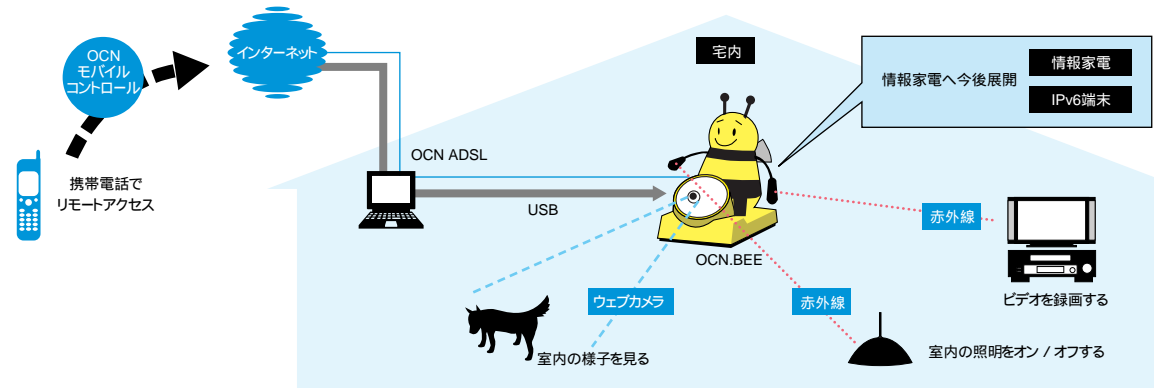 OCN
モバイル
コントロール
インターネット
宅内
情報家電へ今後展開
情報家電
IPv6端末
携帯電話で
リモートアクセス
OCN ADSL
USB
OCN.BEE
赤外線
ビデオを録画する
ウェブカメラ
赤外線
室内の様子を見る
室内の照明をオン / オフする